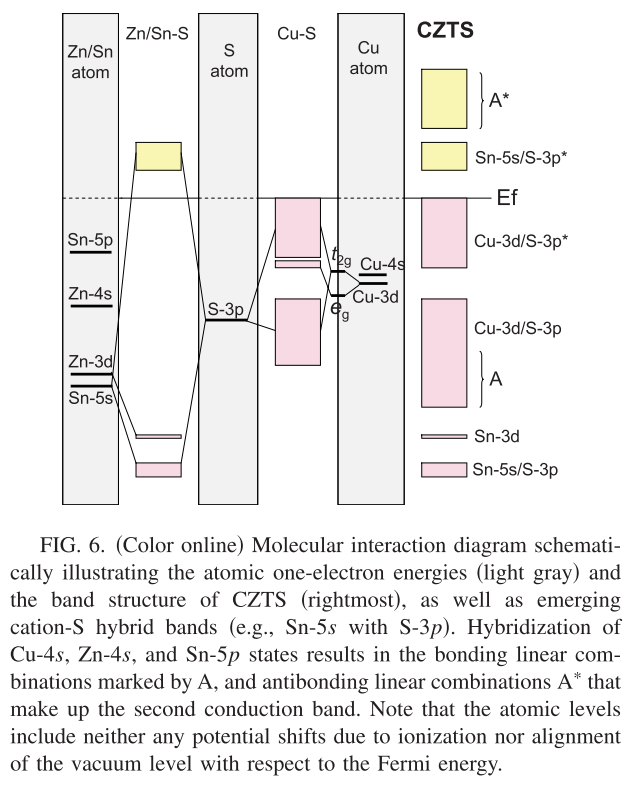 Zn/Sn
atom
Zn/Sn-S
S
atom
Cu-S
Cu
atom
CZTS
A*
Sn-5s/S-3p*
Ef
Sn-5p
Cu-3d/S-3p*
t2g
Cu-4s
Zn-4s
Cu-3d
eg
S-3p
Cu-3d/S-3p
Zn-3d
A
Sn-5s
Sn-3d
Sn-5s/S-3p
FIG. 6. (Color online) Molecular interaction diagram schemati-
cally illustrating the atomic one-electron energies (light gray) and
the band structure of CZTS (rightmost), as well as emerging
cation-S hybrid bands (e.g., Sn-5s with S-3p). Hybridization of
Cu-4s, Zn-4s, and Sn-5p states results in the bonding linear com-
binations marked by A, and antibonding linear combinations A* that
make up the second conduction band. Note that the atomic levels
include neither any potential shifts due to ionization nor alignment
of the vacuum level with respect to the Fermi energy.